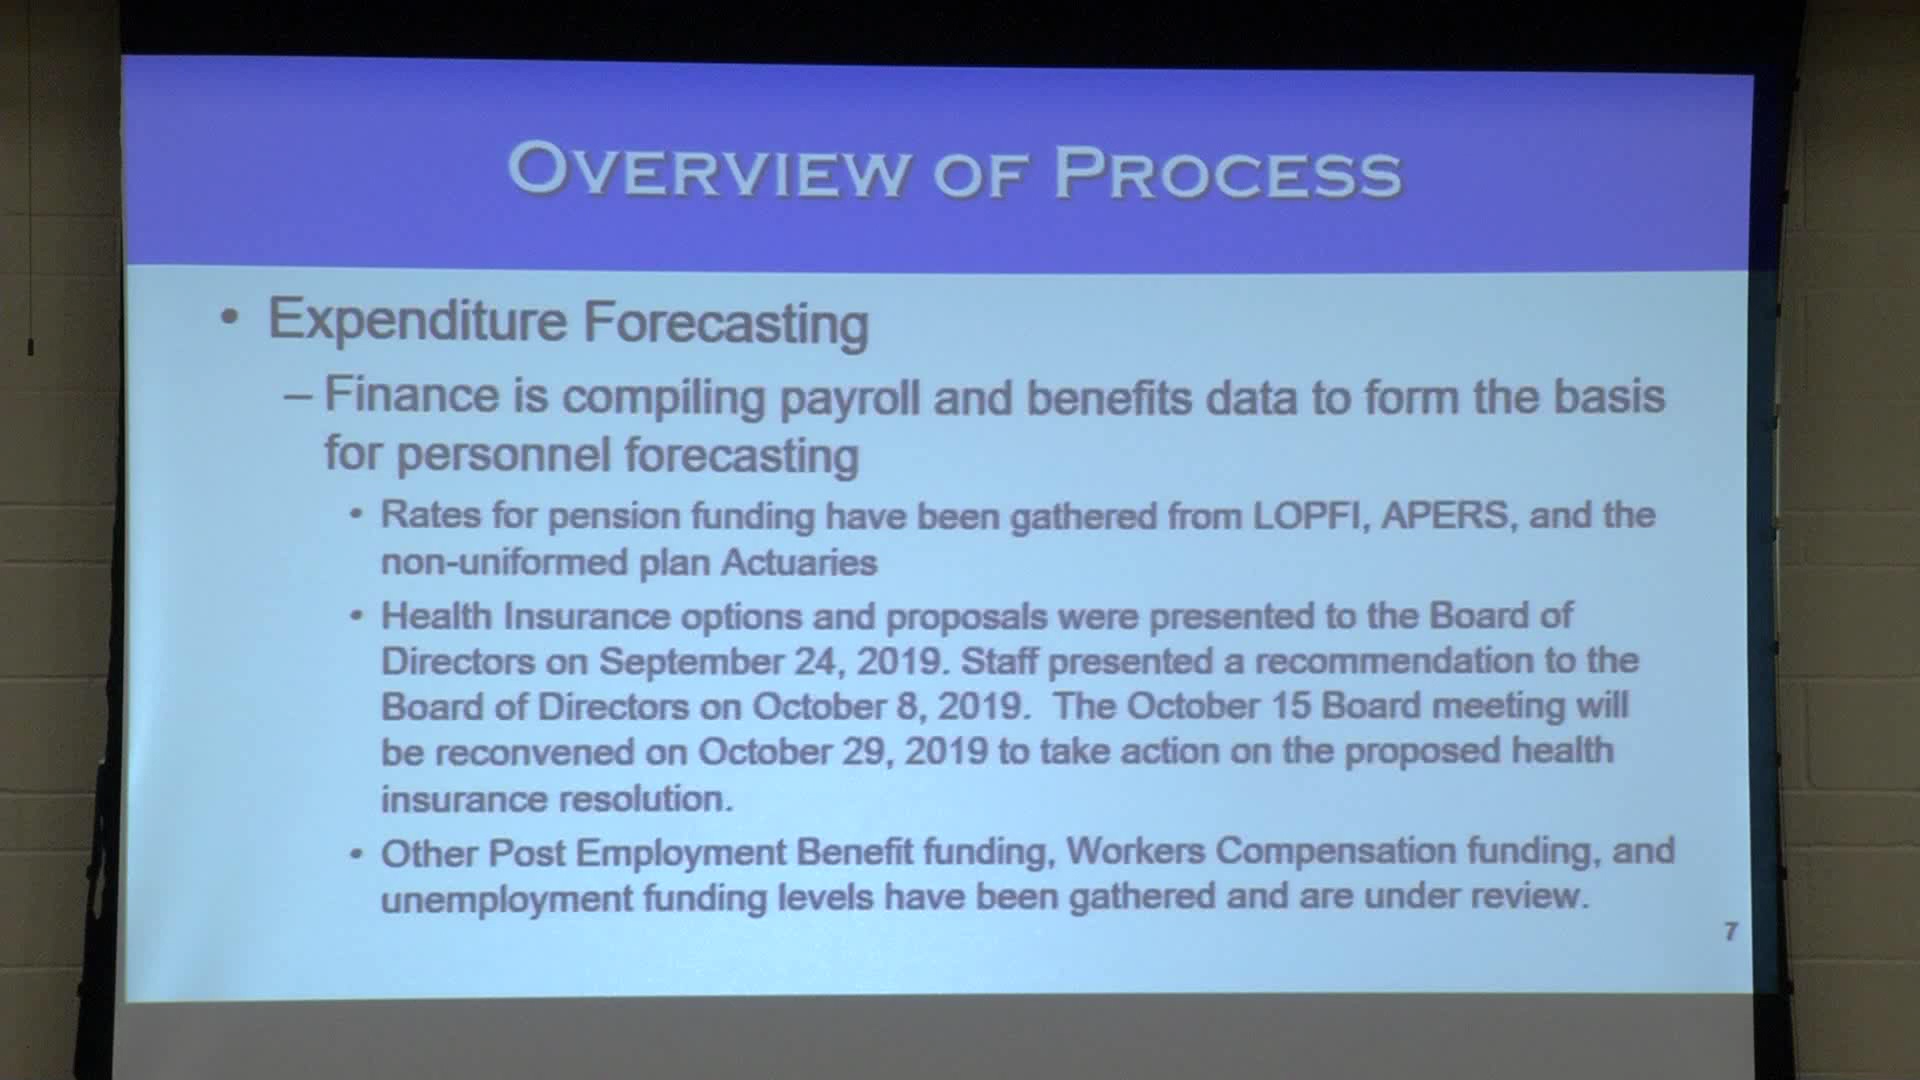 OVERVIEW OF PROCESS
• Expenditure Forecasting
– Finance is compiling payroll and benefits data to form the basis
for personnel forecasting
• Rates for pension funding have been gathered from LOPFI, APERS, and the
non-uniformed plan Actuaries
• Health Insurance options and proposals were presented to the Board of
Directors on September 24, 2019. Staff presented a recommendation to the
Board of Directors on October 8, 2019. The October 15 Board meeting will
be reconvened on October 29, 2019 to take action on the proposed health
insurance resolution.
• Other Post Employment Benefit funding, Workers Compensation funding, and
unemployment funding levels have been gathered and are under review.
7